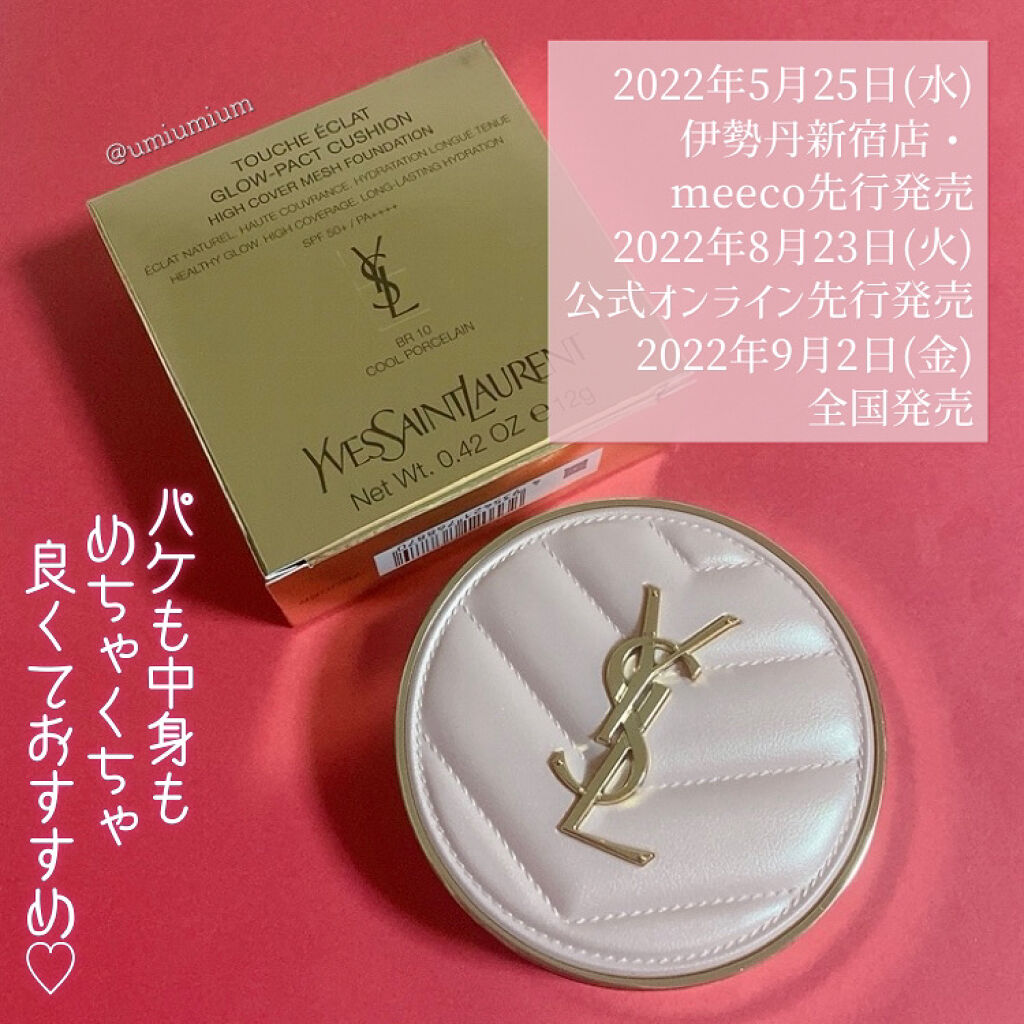 @umiumium
TOUCHE ÉCLAT
GLOW-PACT CUSHION
HIGH COVER MESH FOUNDATION
ÉCLAT NATUREL, HAUTE COUVRANCE, HYDRATATION LONGUE TENUE
HEALTHY GLOW, HIGH COVERAGE, LONG-LASTING HYDRATION
SPF 50+ / PA++++
YSL
BR 10
COOL PORCELAIN
YVESSAINTLAURENT
Net Wt. 0.42 OZ e 12g
2022年5月25日(水)
伊勢丹新宿店・
meeco先行発売
2022年8月23日(火)
公式オンライン先行発売
2022年9月2日(金)
全国発売
パケも中身も
めちゃくちゃ
良くておすすめ♡
YSL